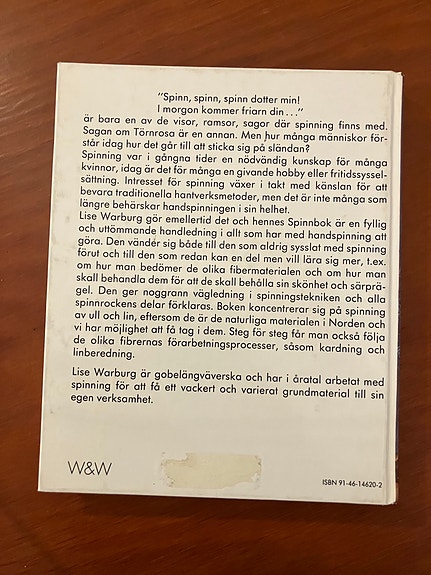 "Spinn, spinn, spinn dotter min!
I morgon kommer friarn din..."
är bara en av de visor, ramsor, sagor där spinning finns med.
Sagan om Törnrosa är en annan. Men hur många människor för-
står idag hur det går till att sticka sig på sländan?
Spinning var i gångna tider en nödvändig kunskap för många
kvinnor, idag är det för många en givande hobby eller fritidssyssel-
sättning. Intresset för spinning växer i takt med känslan för att
bevara traditionella hantverksmetoder, men det är inte många som
längre behärskar handspinningen i sin helhet.
Lise Warburg gör emellertid det och hennes Spinnbok är en fyllig
och uttömmande handledning i allt som har med handspinning att
göra. Den vänder sig både till den som aldrig sysslat med spinning
förut och till den som redan kan en del men vill lära sig mer, t.ex.
om hur man bedömer de olika fibermaterialen och om hur man
skall behandla dem för att de skall behålla sin skönhet och särprä-
gel. Den ger noggrann vägledning i spinningstekniken och alla
spinnrockens delar förklaras. Boken koncentrerar sig på spinning
av ull och lin, eftersom de är de naturliga materialen i Norden och
vi har möjlighet att få tag i dem. Steg för steg får man också följa
de olika fibrernas förarbetningsprocesser, såsom kardning och
linberedning.
Lise Warburg är gobelängväverska och har i åratal arbetat med
spinning för att få ett vackert och varierat grundmaterial till sin
egen verksamhet.
W&W
ISBN 91-46-14620-2